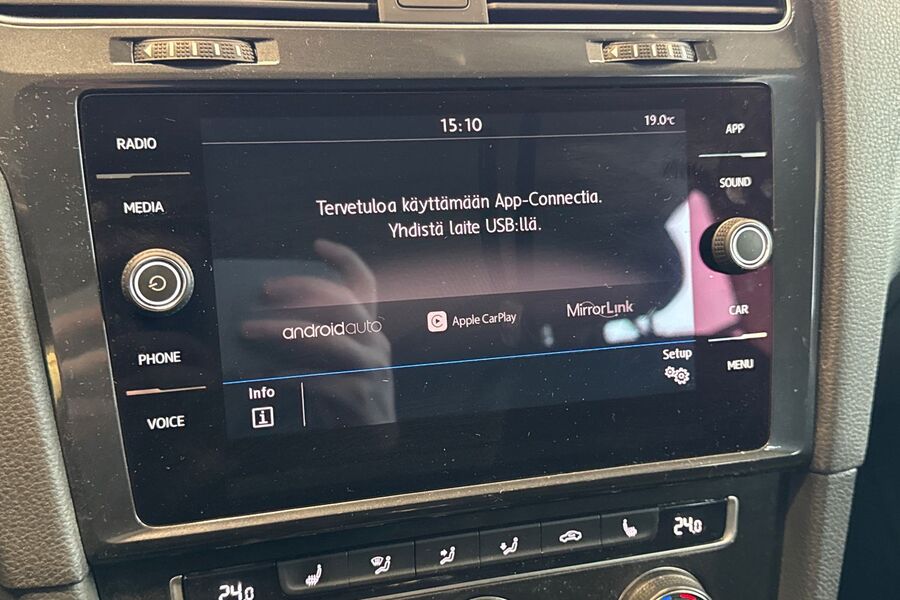 15:10
19.0°C
RADIO
MEDIA
PHONE
VOICE
Tervetuloa käyttämään App-Connectia.
Yhdistä laite USB:llä.
androidauto
Apple CarPlay
MirrorLink
Info
Setup
APP
SOUND
CAR
MENU
24.0
24.0